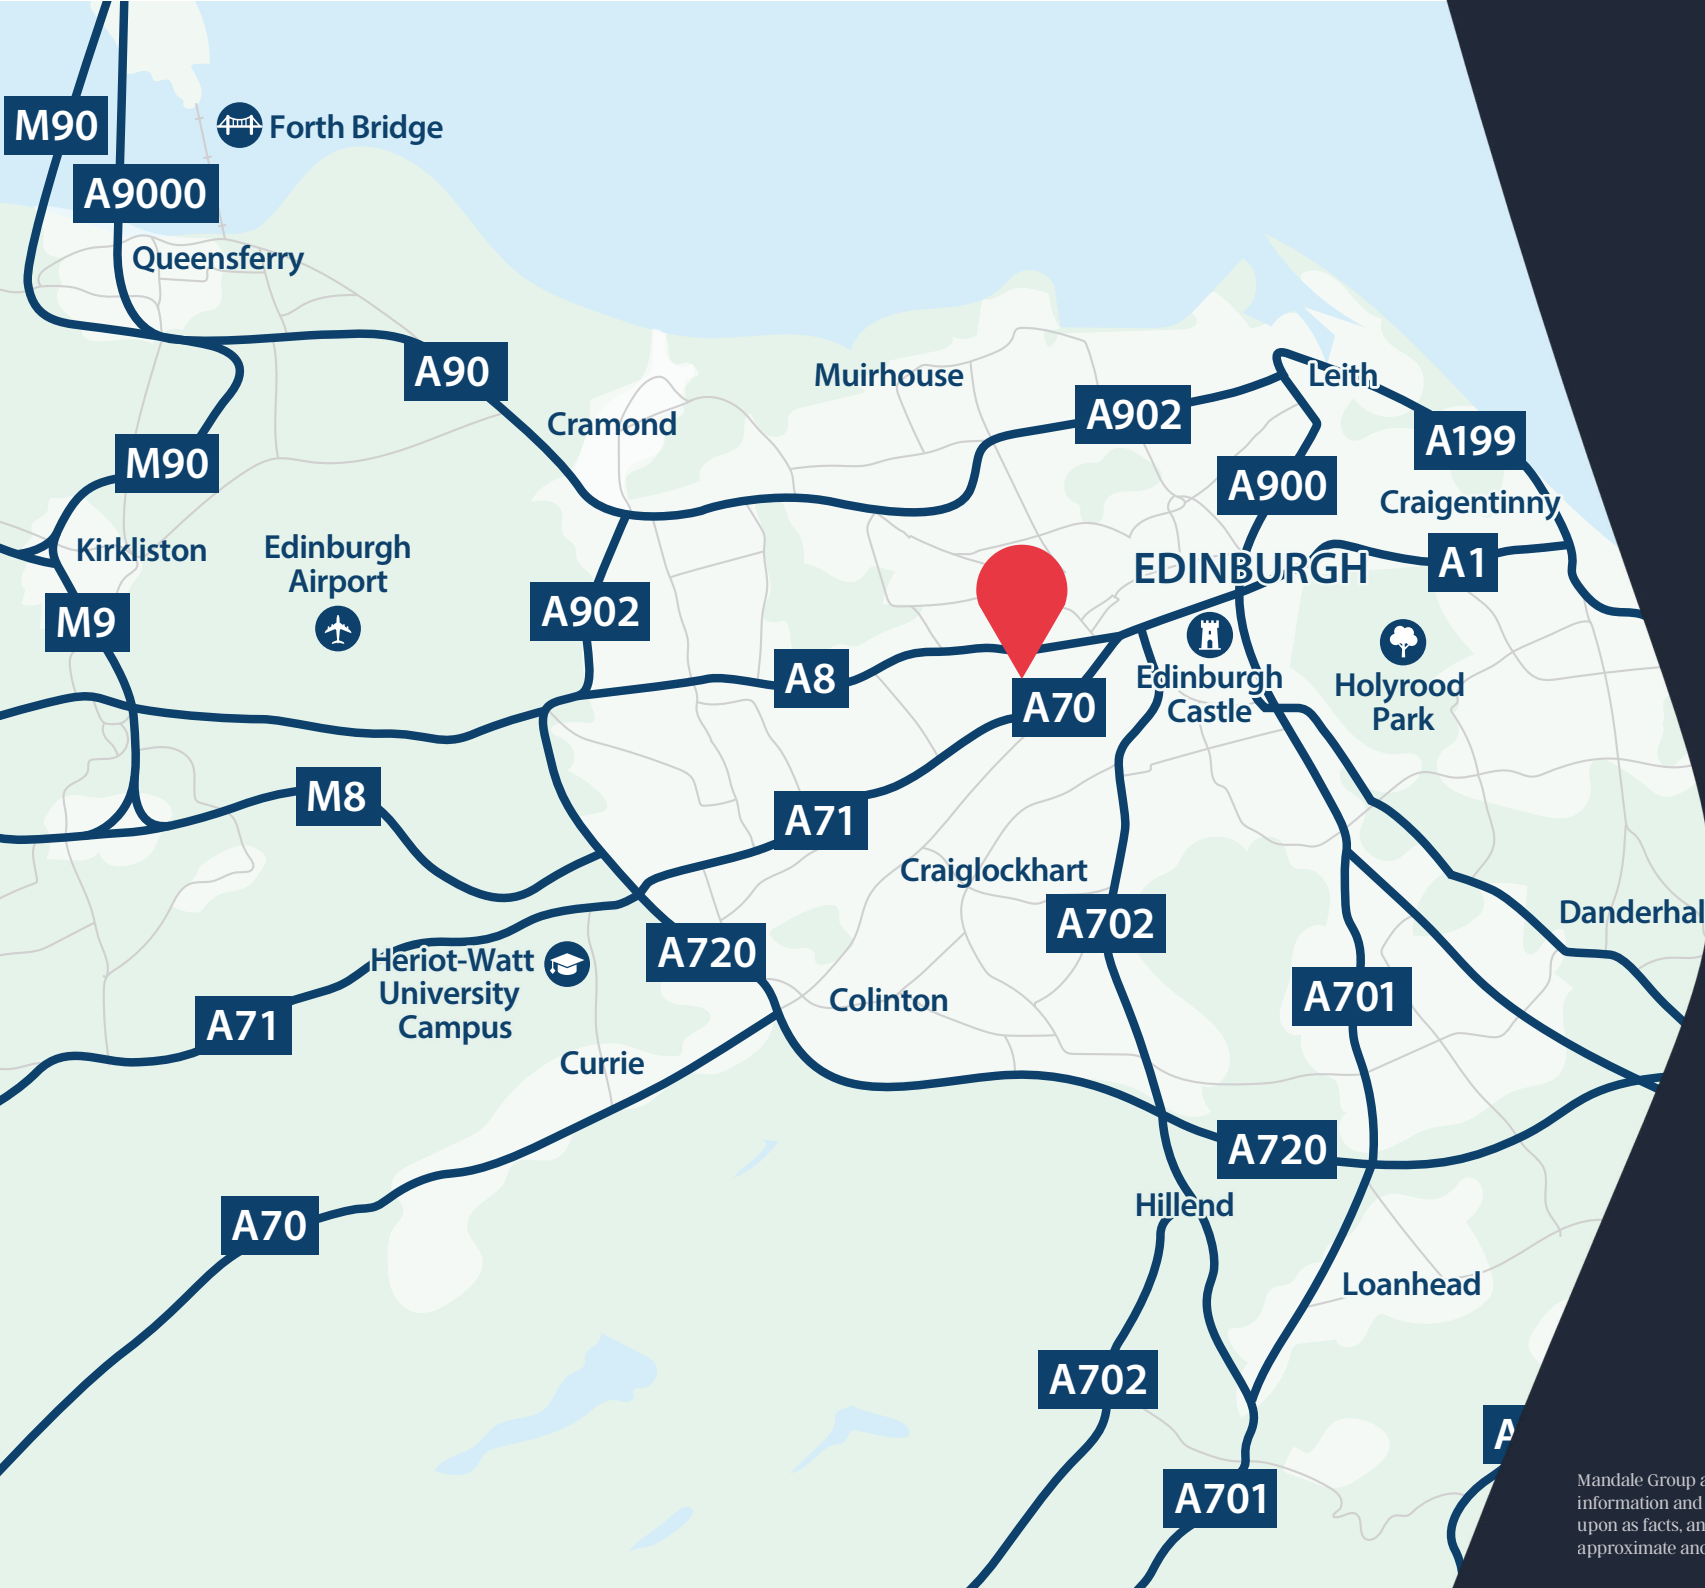 M90
Forth Bridge
A9000
Queensferry
A90
Muirhouse
Leith
A902
Cramond
A199
M90
A900
Craigentinny
Kirkliston
Edinburgh
Airport
EDINBURGH
A1
M9
A902
A8
Edinburgh
Castle
Holyrood
Park
A70
M8
A71
Craiglockhart
A702
Danderhal
A720
Heriot-Watt
University
Campus
A71
Colinton
A701
Currie
A720
A70
Hillend
Loanhead
A702
A
A701
Mandale Group a
information and
upon as facts, an
approximate and